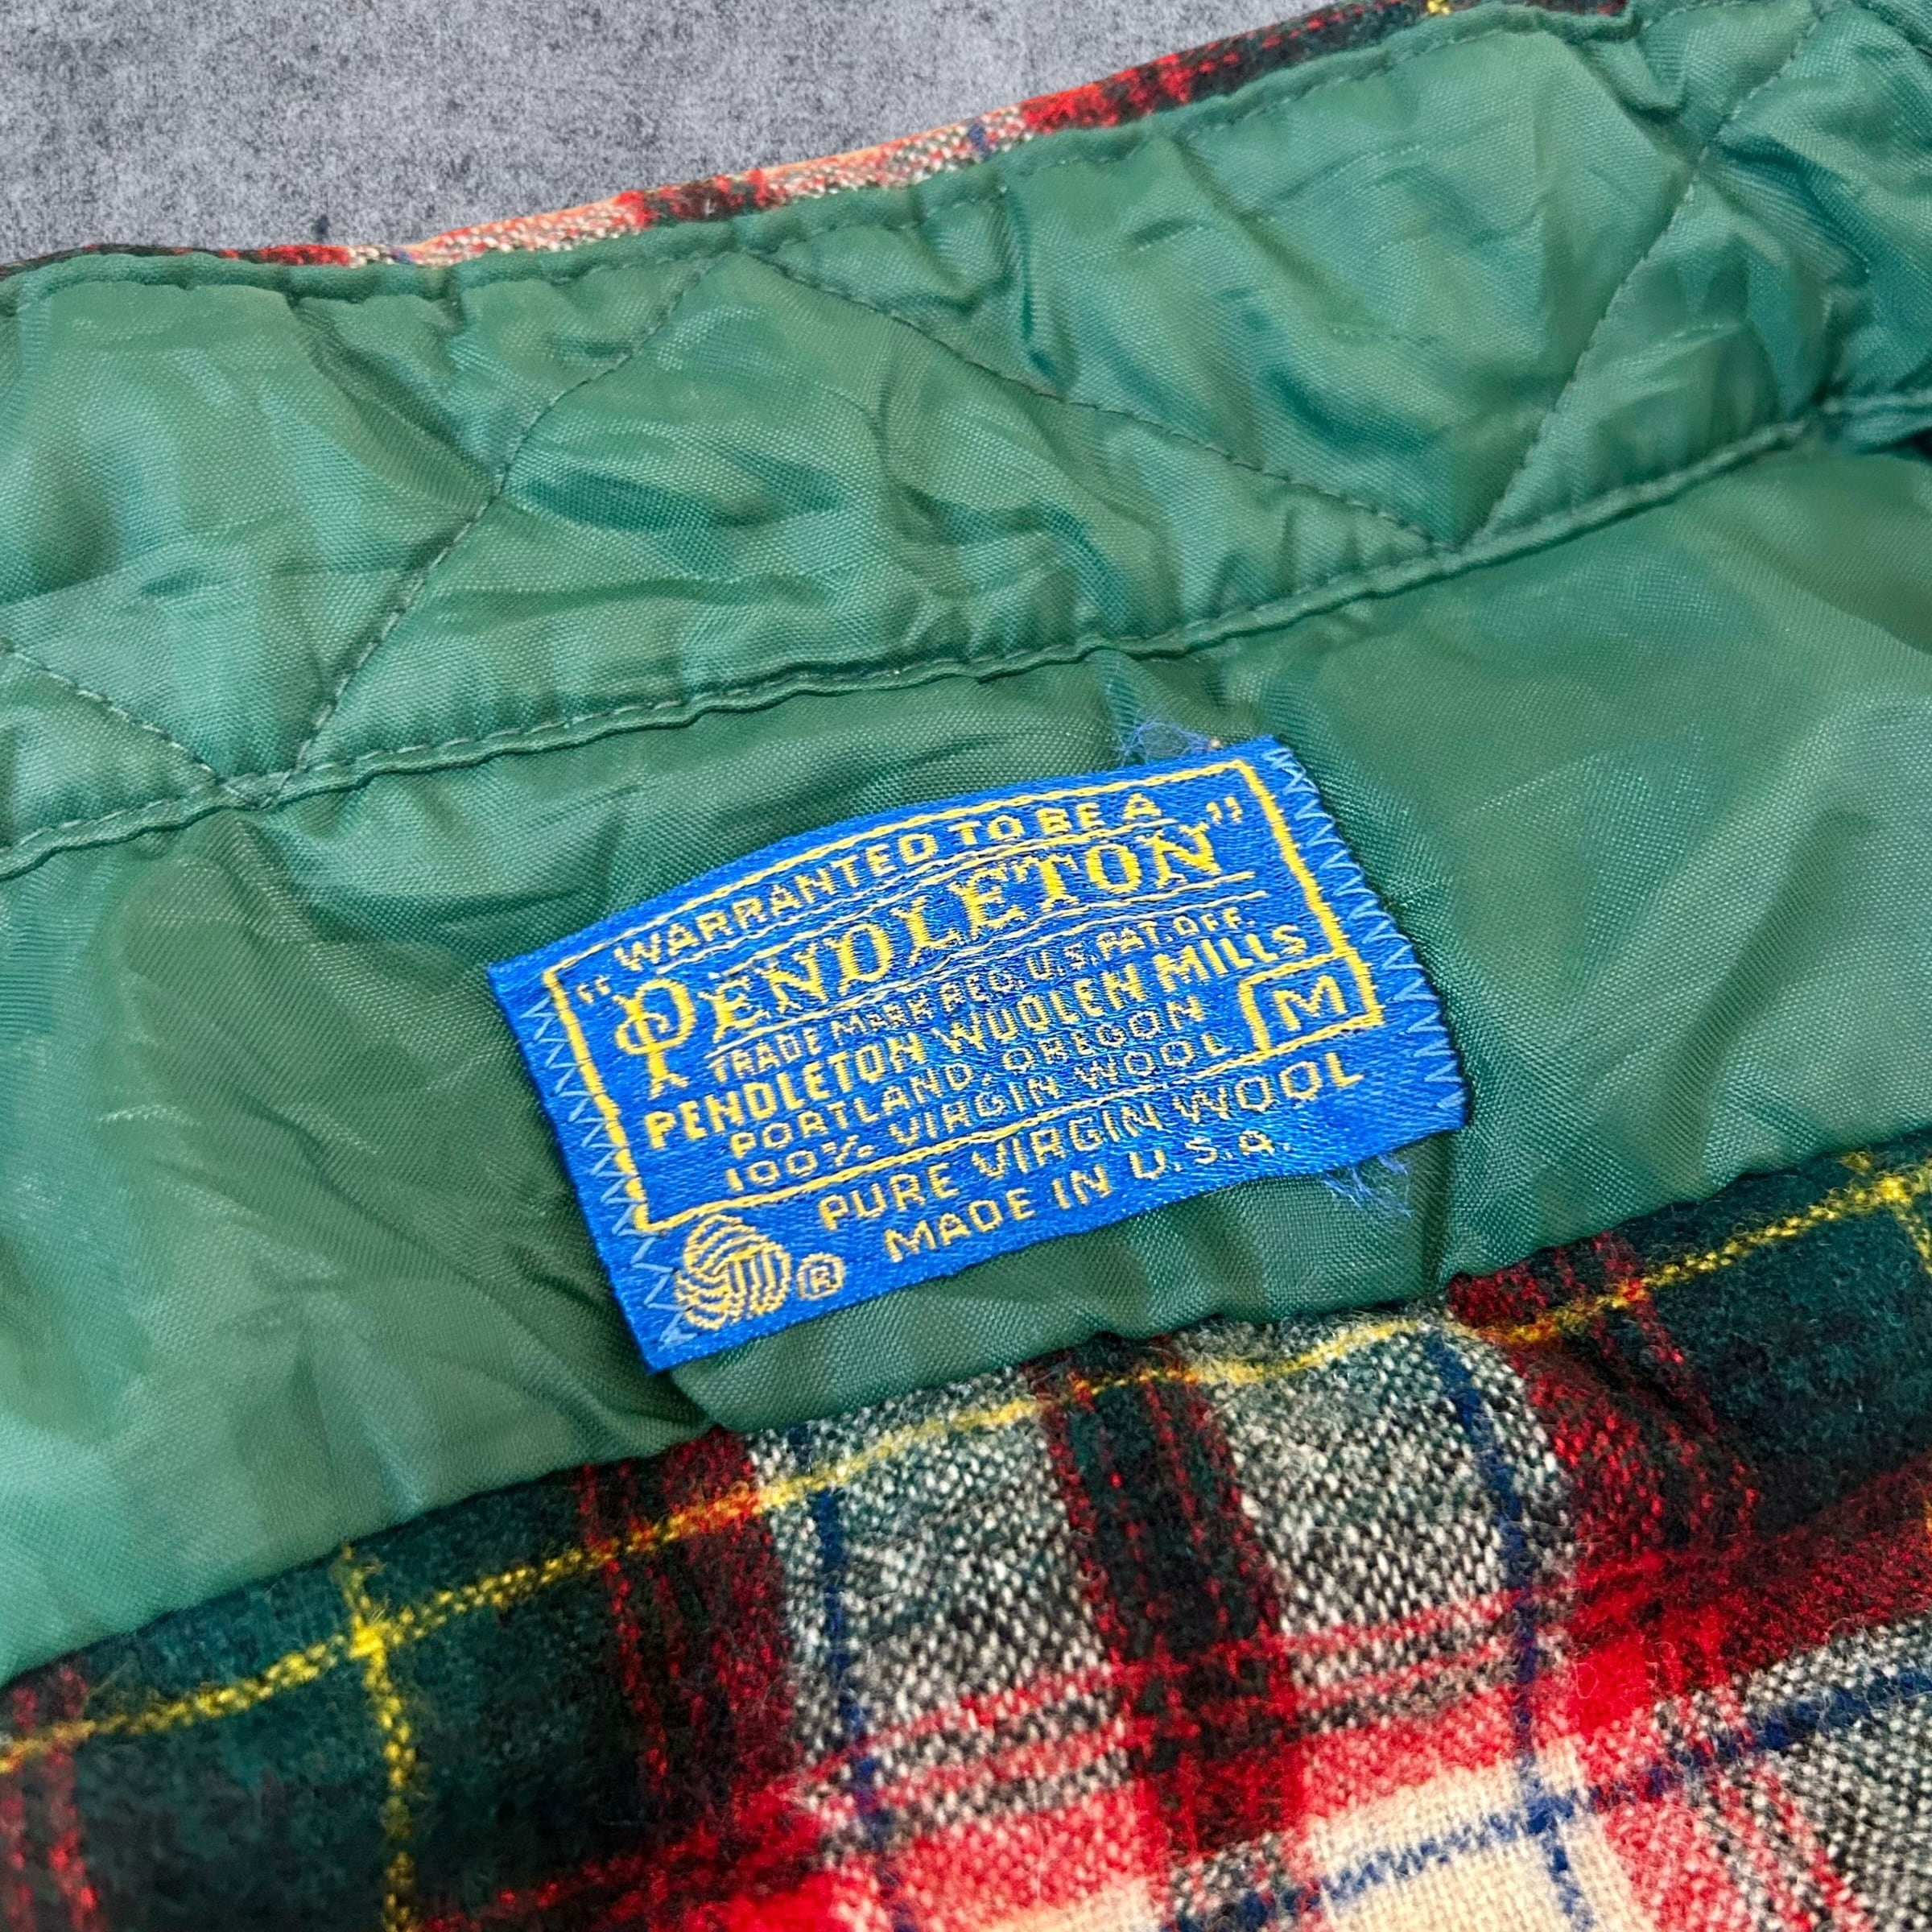 "WARRANTED TO BE A
PENDLETON"
TRADE MARK REG. U.S. PAT. OFF.
PENDLETON WOOLEN MILLS
PORTLAND, OREGON
100% VIRGIN WOOL
M
PURE VIRGIN WOOL
® MADE IN U.S.A.